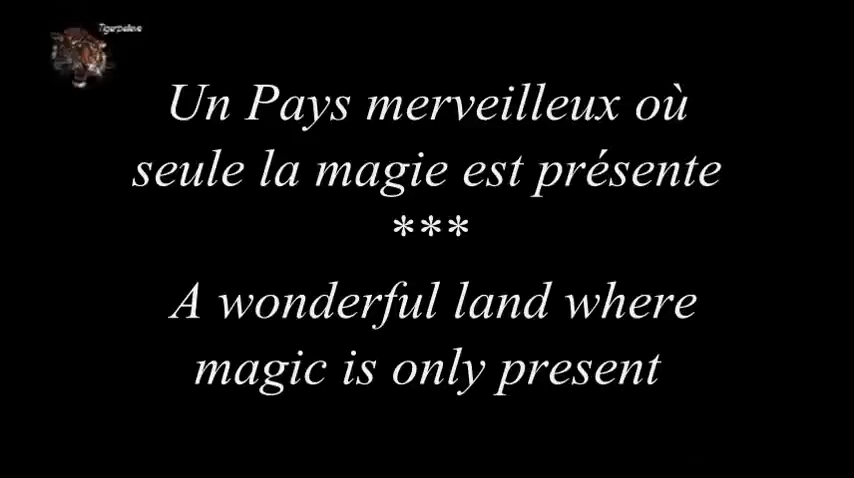 Un Pays merveilleux où
seule la magie est présente
***
A wonderful land where
magic is only present